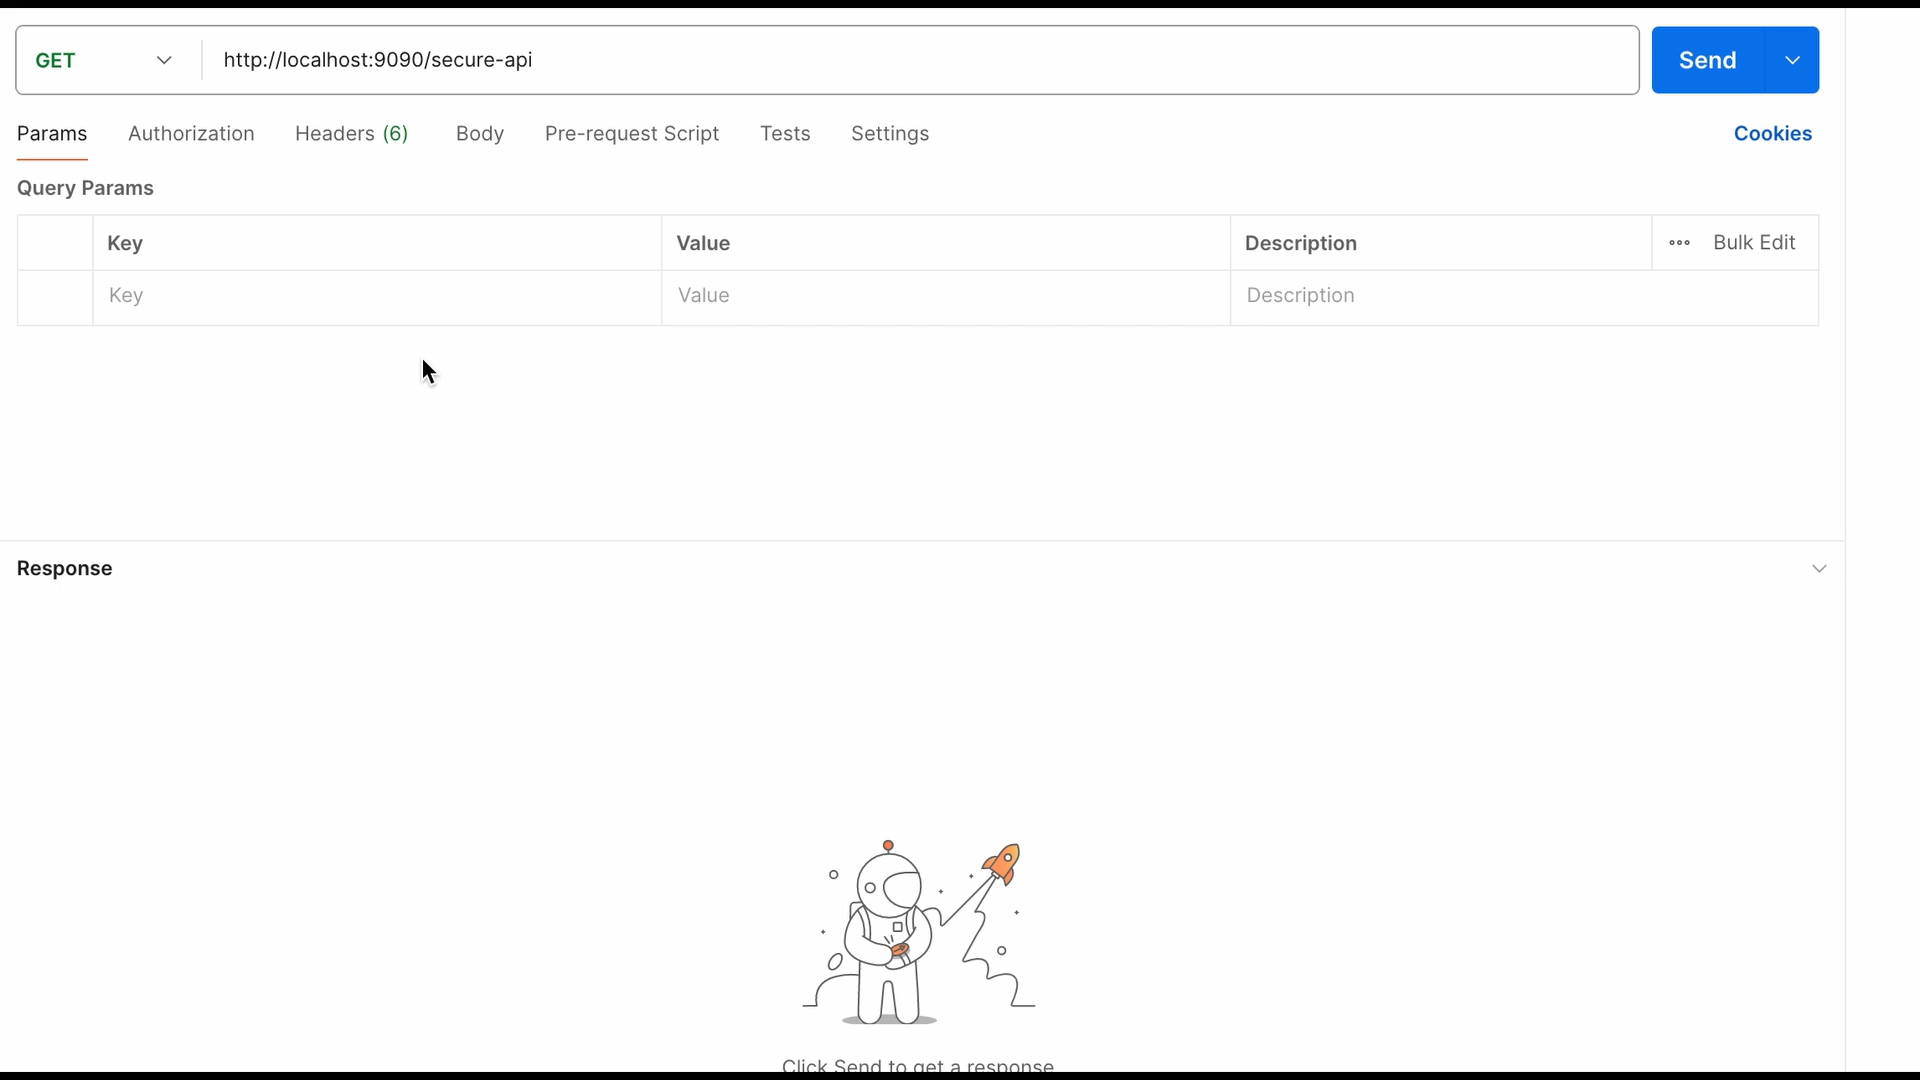 GET http://localhost:9090/secure-api Send
Params Authorization Headers (6) Body Pre-request Script Tests Settings Cookies
Query Params
Key Value Description Bulk Edit
Key Value Description
Response
Click Send to get a response